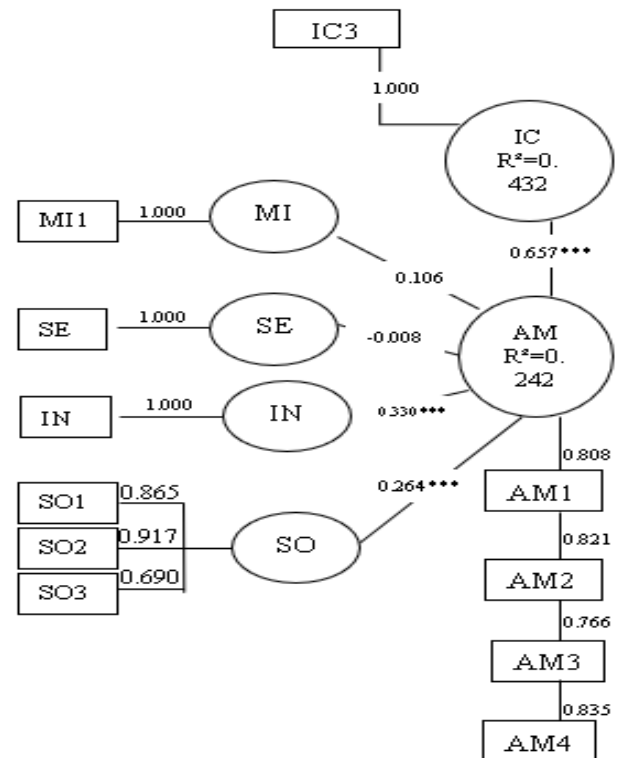 IC3
1.000
IC
R²=0.
432
0.657***
MI1
1.000
MI
0.106
SE
1.000
SE
-0.008
AM
R²=0.
242
IN
1.000
IN
0.330***
0.264***
0.808
SO1
0.865
SO2
0.917
SO3
0.690
SO
AM1
0.821
AM2
0.766
AM3
0.835
AM4